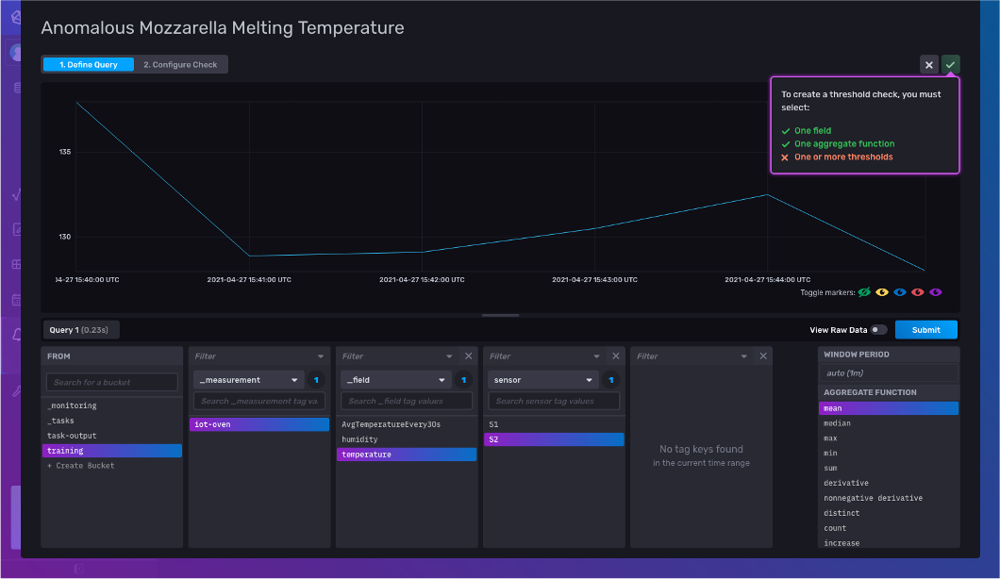 Anomalous Mozzarella Melting Temperature
1. Define Query
2. Configure Check
To create a threshold check, you must
select:
One field
One aggregate function
One or more thresholds
135
130
04-27 15:40:00 UTC
2021-04-27 15:41:00 UTC
2021-04-27 15:42:00 UTC
2021-04-27 15:43:00 UTC
2021-04-27 15:44:00 UTC
Toggle markers:
Query 1 (0.23s)
View Raw Data
Submit
FROM
Search for a bucket
_monitoring
_tasks
task-output
training
+ Create Bucket
Filter
_measurement
1
Search _measurement tag va
iot-oven
Filter
_field
1
Search _field tag values
AvgTemperatureEvery30s
humidity
temperature
Filter
sensor
1
Search sensor tag values
S1
S2
Filter
No tag keys found
in the current time range
WINDOW PERIOD
auto (1m)
AGGREGATE FUNCTION
mean
median
max
min
sum
derivative
nonnegative derivative
distinct
count
increase